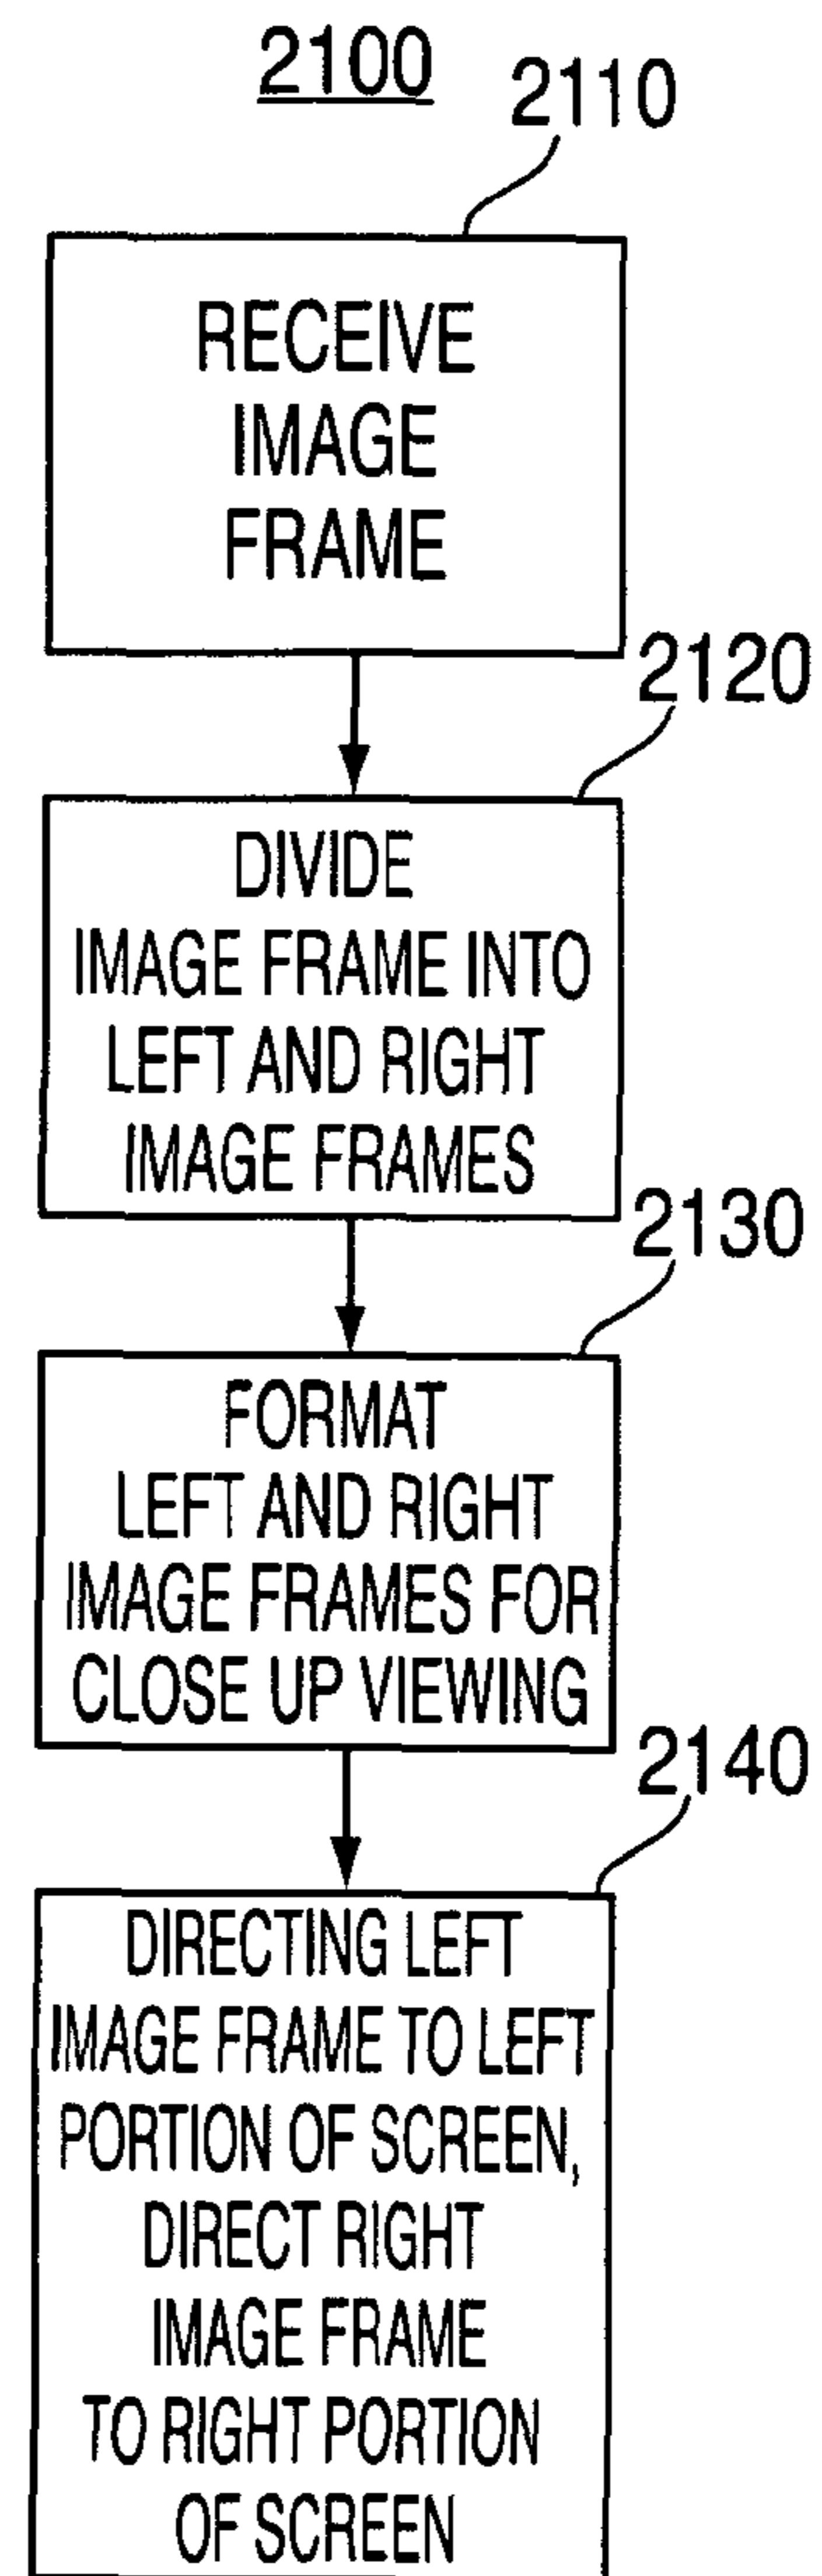 2100
2110
RECEIVE
IMAGE
FRAME
2120
DIVIDE
IMAGE FRAME INTO
LEFT AND RIGHT
IMAGE FRAMES
2130
FORMAT
LEFT AND RIGHT
IMAGE FRAMES FOR
CLOSE UP VIEWING
2140
DIRECTING LEFT
IMAGE FRAME TO LEFT
PORTION OF SCREEN,
DIRECT RIGHT
IMAGE FRAME
TO RIGHT PORTION
OF SCREEN